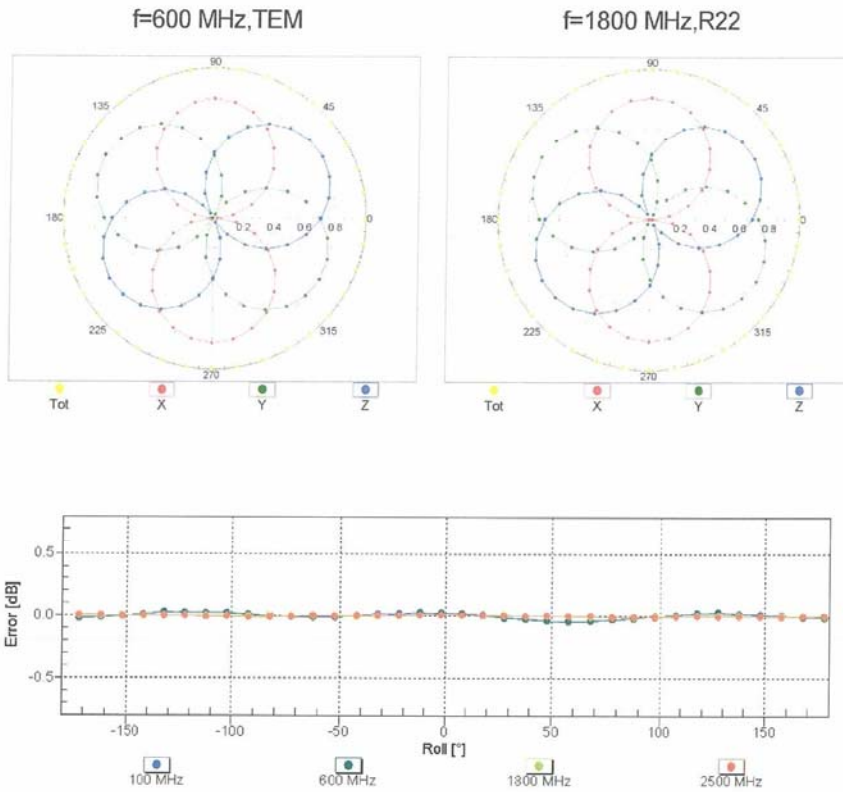 f=600 MHz,TEM
f=1800 MHz,R22
90
135
45
180
0.2 0.4 0.6 0.8
0
225
315
270
Tot X Y Z
90
135
45
180
0.2 0.4 0.6 0.8
0
225
315
270
Tot X Y Z
Error [dB]
0.5
0.0
-0.5
-150 -100 -50 0 50 100 150
Roll [°]
100 MHz 600 MHz 1800 MHz 2500 MHz